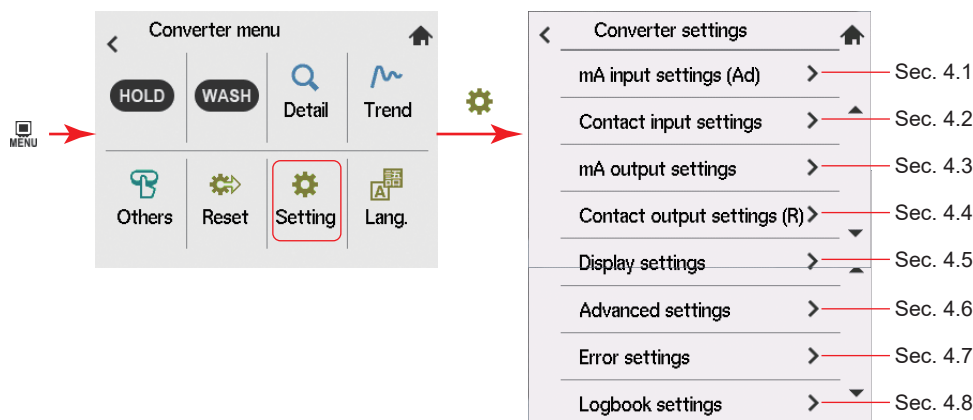 MENU
Converter menu
HOLD
WASH
Detail
Trend
Others
Reset
Setting
A
Lang.
Converter settings
mA input settings (Ad)
Sec. 4.1
Contact input settings
Sec. 4.2
mA output settings
Sec. 4.3
Contact output settings (R)
Sec. 4.4
Display settings
Sec. 4.5
Advanced settings
Sec. 4.6
Error settings
Sec. 4.7
Logbook settings
Sec. 4.8